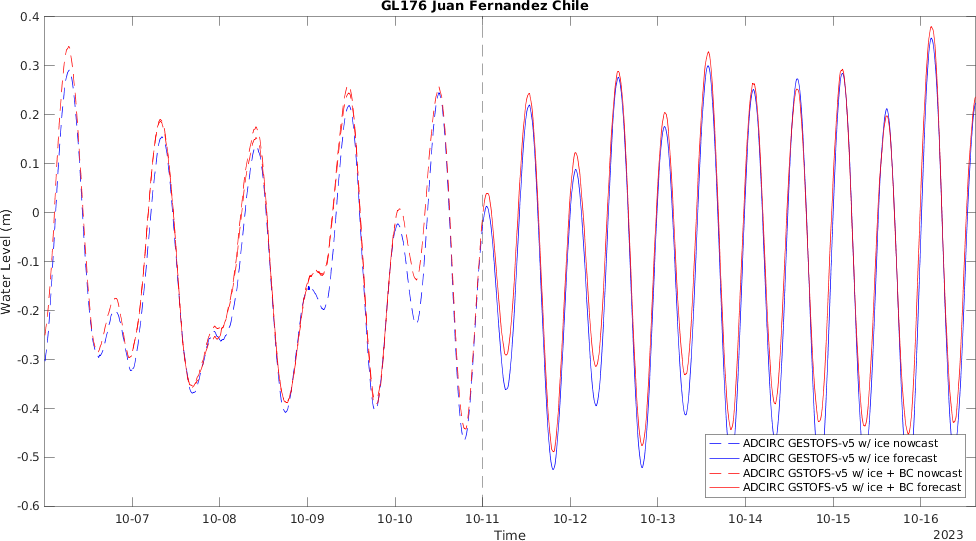 GL176 Juan Fernandez Chile
0.4
0.3
0.2
0.1
0
-0.1
-0.2
-0.3
-0.4
-0.5
-0.6
Water Level (m)
ADCIRC GESTOFS-v5 w/ ice nowcast
ADCIRC GESTOFS-v5 w/ ice forecast
ADCIRC GSTOFS-v5 w/ ice + BC nowcast
ADCIRC GSTOFS-v5 w/ ice + BC forecast
10-07 10-08 10-09 10-10 10-11 10-12 10-13 10-14 10-15 10-16
Time
2023